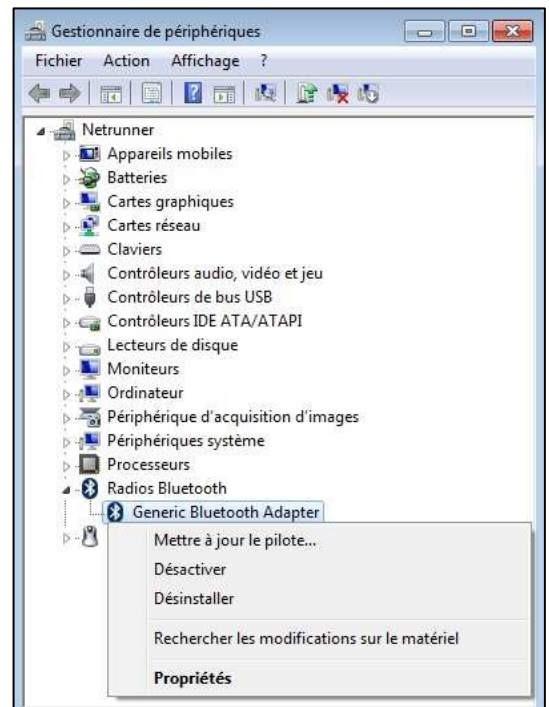 Gestionnaire de périphériques
Fichier Action Affichage ?
Netrunner
Appareils mobiles
Batteries
Cartes graphiques
Cartes réseau
Claviers
Contrôleurs audio, vidéo et jeu
Contrôleurs de bus USB
Contrôleurs IDE ATA/ATAPI
Lecteurs de disque
Moniteurs
Ordinateur
Périphérique d'acquisition d'images
Périphériques système
Processeurs
Radios Bluetooth
Generic Bluetooth Adapter
Mettre à jour le pilote...
Désactiver
Désinstaller
Rechercher les modifications sur le matériel
Propriétés